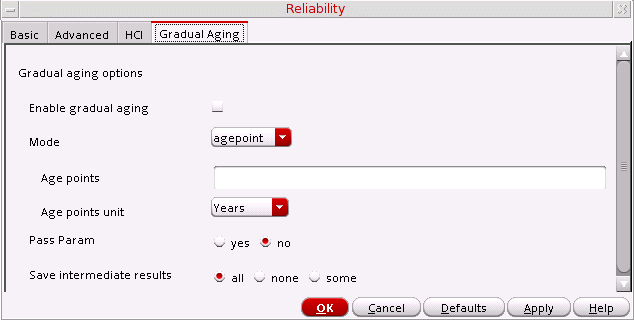 Reliability
Basic Advanced HCI Gradual Aging
Gradual aging options
Enable gradual aging
Mode agepoint
Age points
Age points unit Years
Pass Param yes no
Save intermediate results all none some
OK Cancel Defaults Apply Help